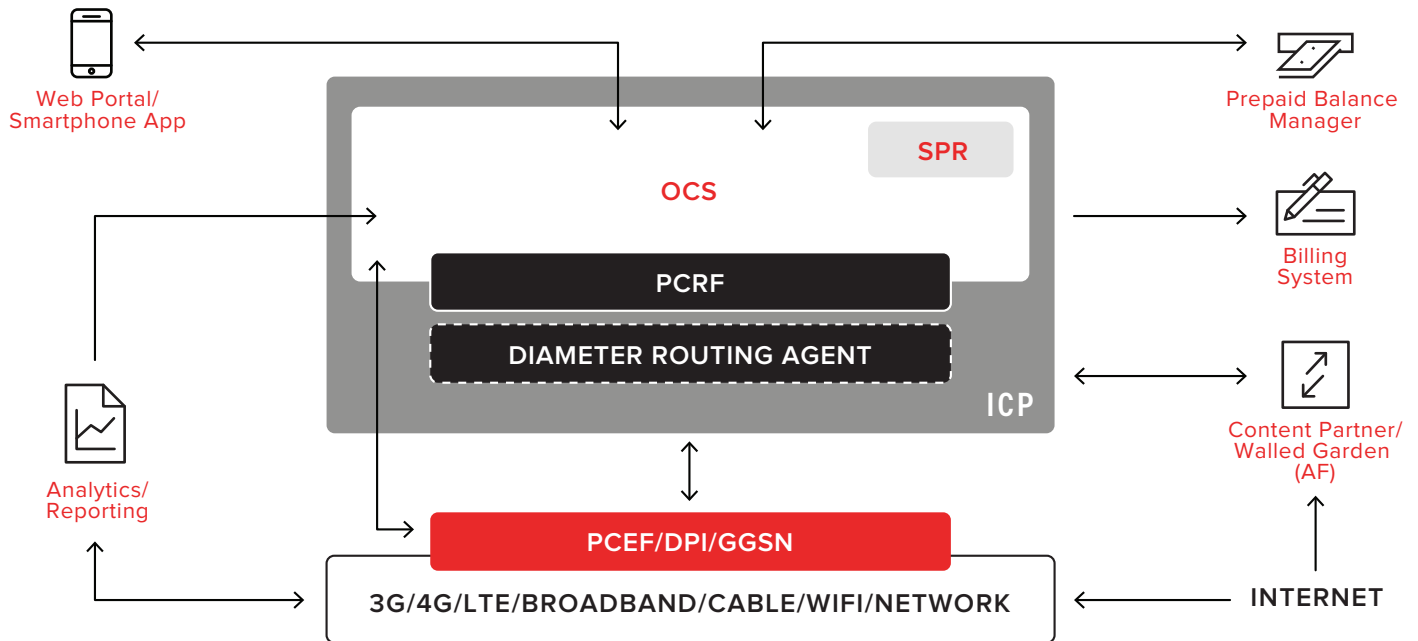 Web Portal/
Smartphone App
Prepaid Balance
Manager
SPR
OCS
Billing
System
PCRF
DIAMETER ROUTING AGENT
ICP
Content Partner/
Walled Garden
(AF)
Analytics/
Reporting
PCEF/DPI/GGSN
3G/4G/LTE/BROADBAND/CABLE/WIFI/NETWORK
INTERNET